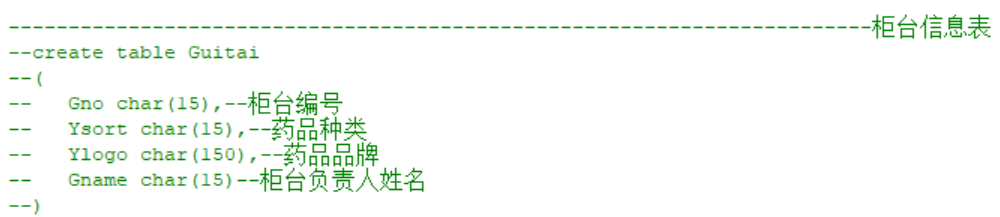 ------------------------------------------------------------------------柜台信息表
--create table Guitai
--(
--   Gno char(15),--柜台编号
--   Ysort char(15),--药品种类
--   Ylogo char(150),--药品品牌
--   Gname char(15)--柜台负责人姓名
--)